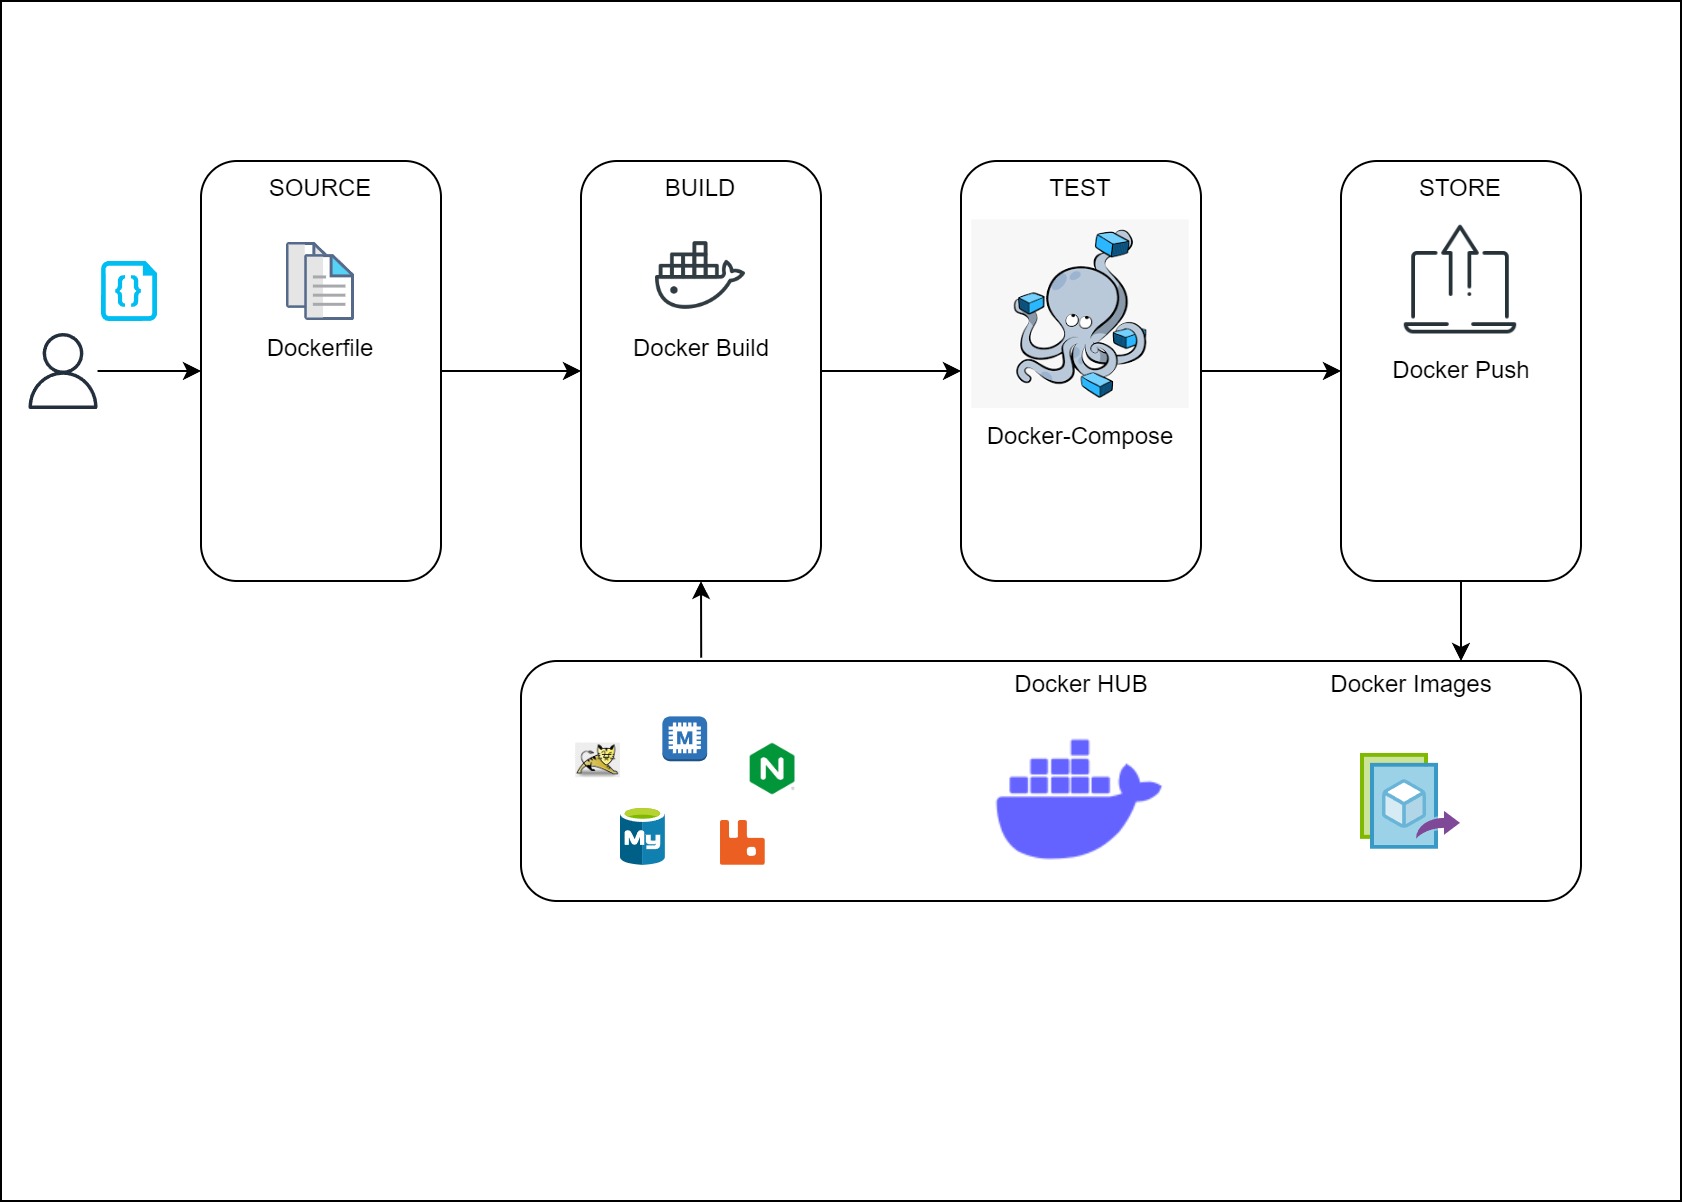 SOURCE
Dockerfile
BUILD
Docker Build
TEST
Docker-Compose
STORE
Docker Push
{}
Docker HUB
Docker Images
M
N
My